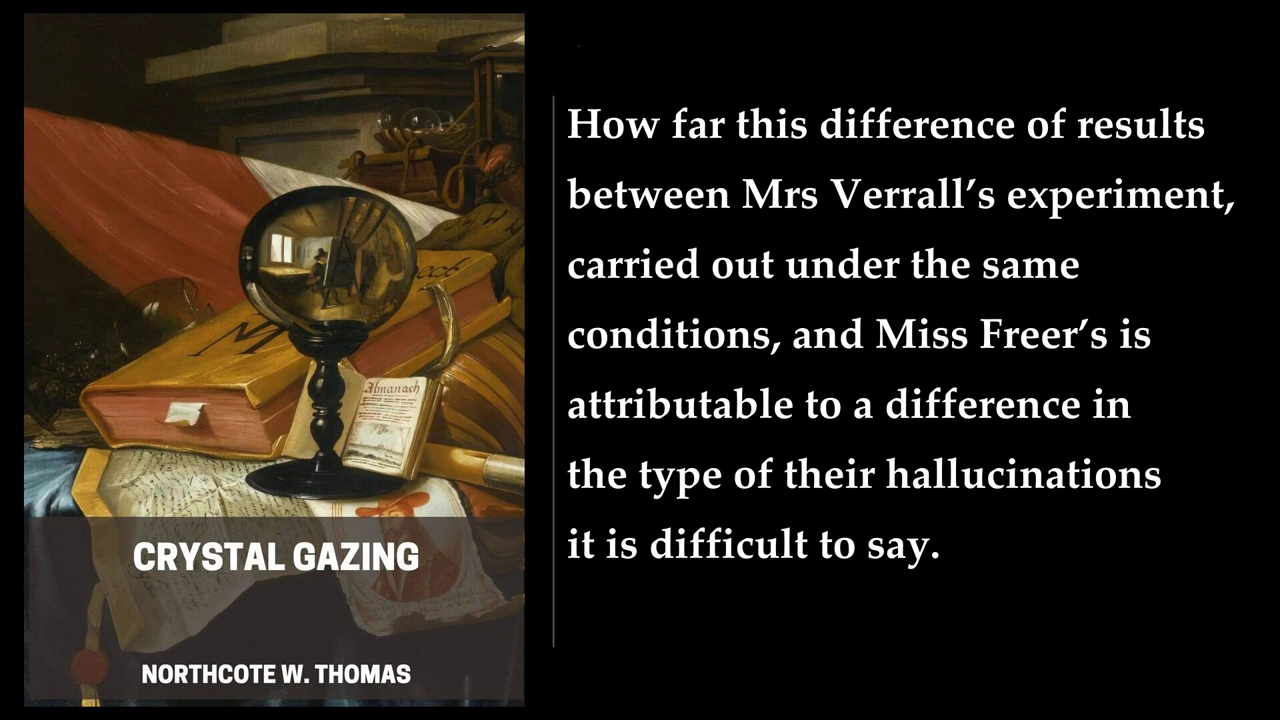 Almanach
CRYSTAL GAZING
NORTHCOTE W. THOMAS
How far this difference of results
between Mrs Verrall’s experiment,
carried out under the same
conditions, and Miss Freer’s is
attributable to a difference in
the type of their hallucinations
it is difficult to say.